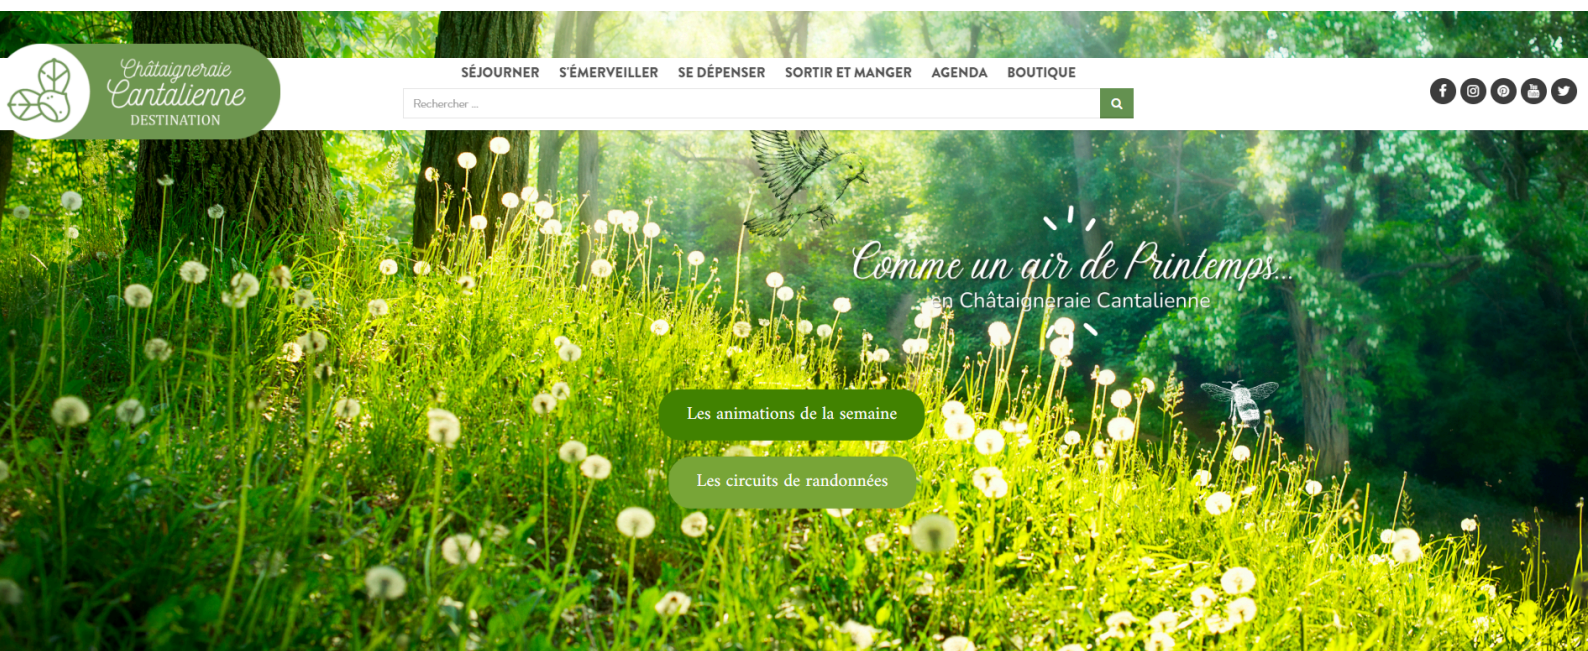 Châtaigneraie
Cantalienne
DESTINATION
SÉJOURNER S'ÉMERVEILLER SE DÉPENSER SORTIR ET MANGER AGENDA BOUTIQUE
Rechercher ...
Comme un air de Printemps...
en Châtaigneraie Cantalienne
Les animations de la semaine
Les circuits de randonnées